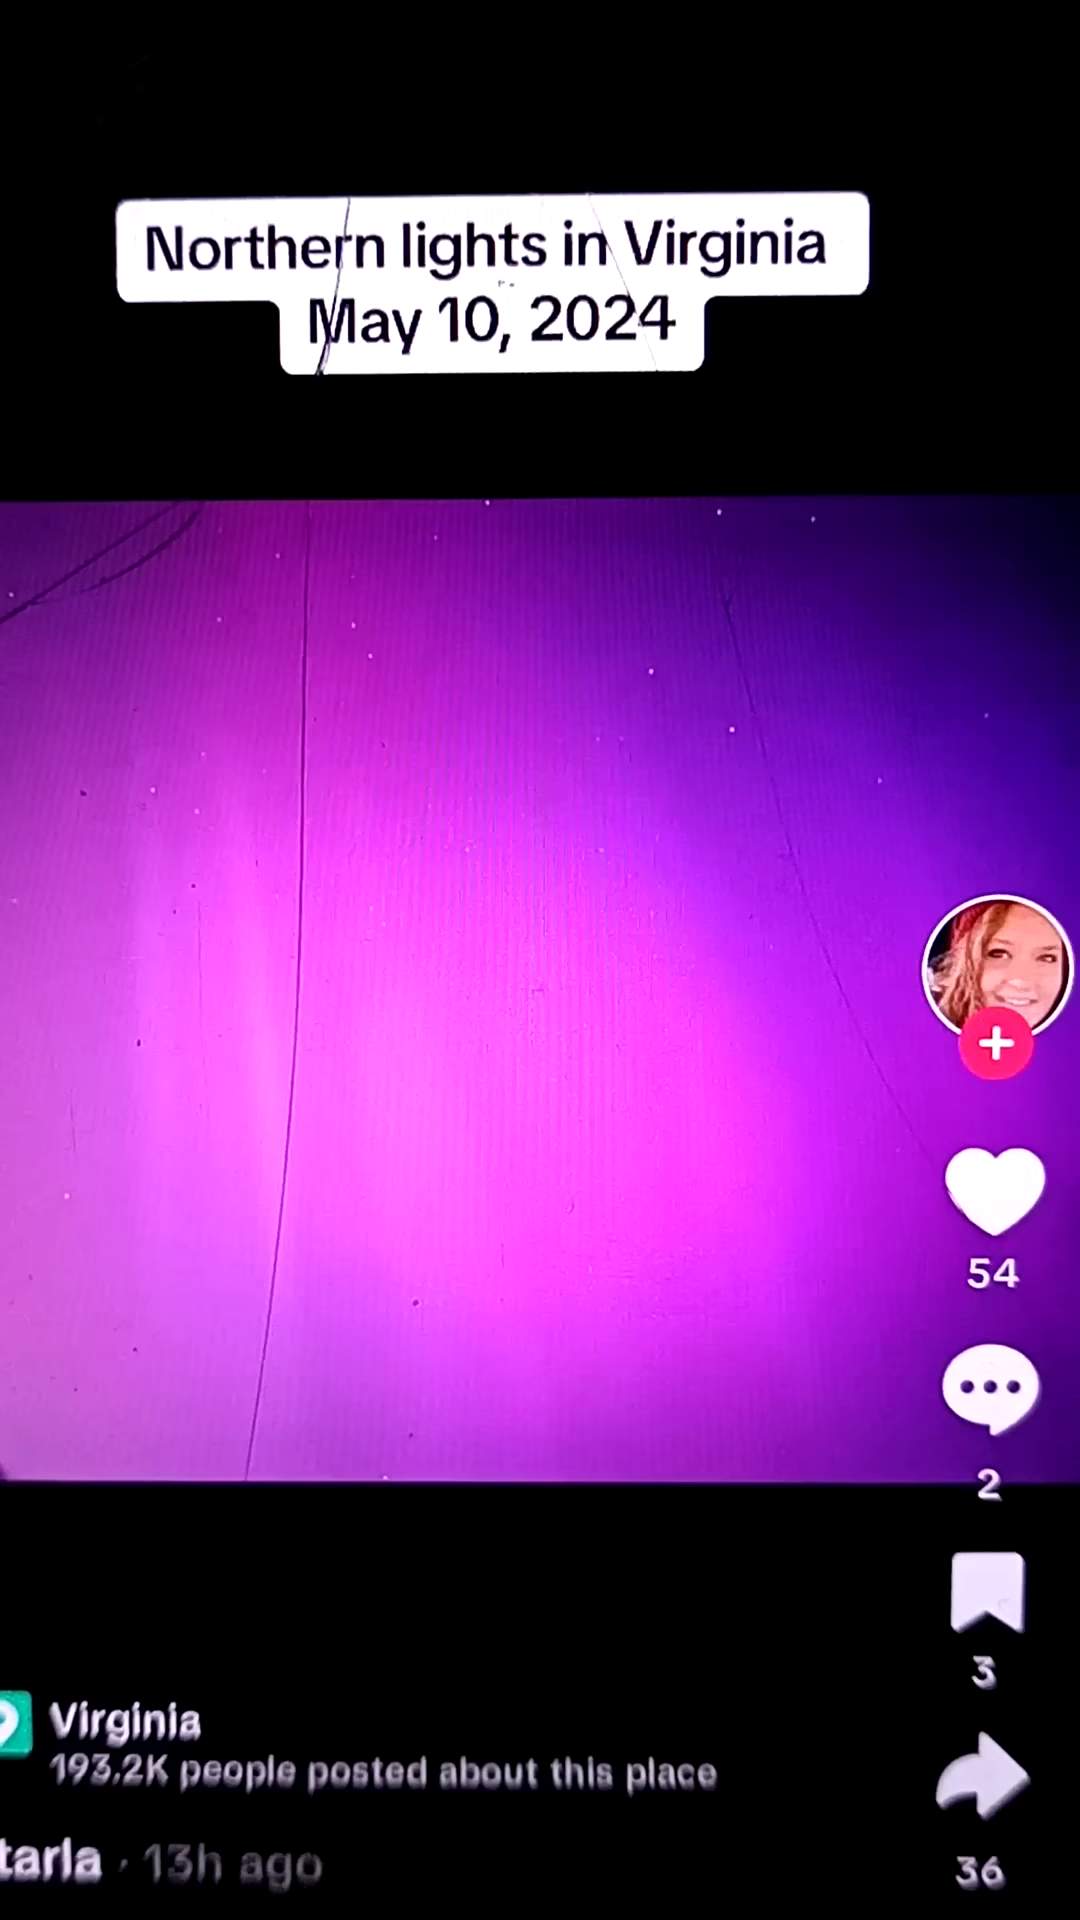 Northern lights in Virginia
May 10, 2024
54
2
3
Virginia
193.2K people posted about this place
tarla · 13h ago
36